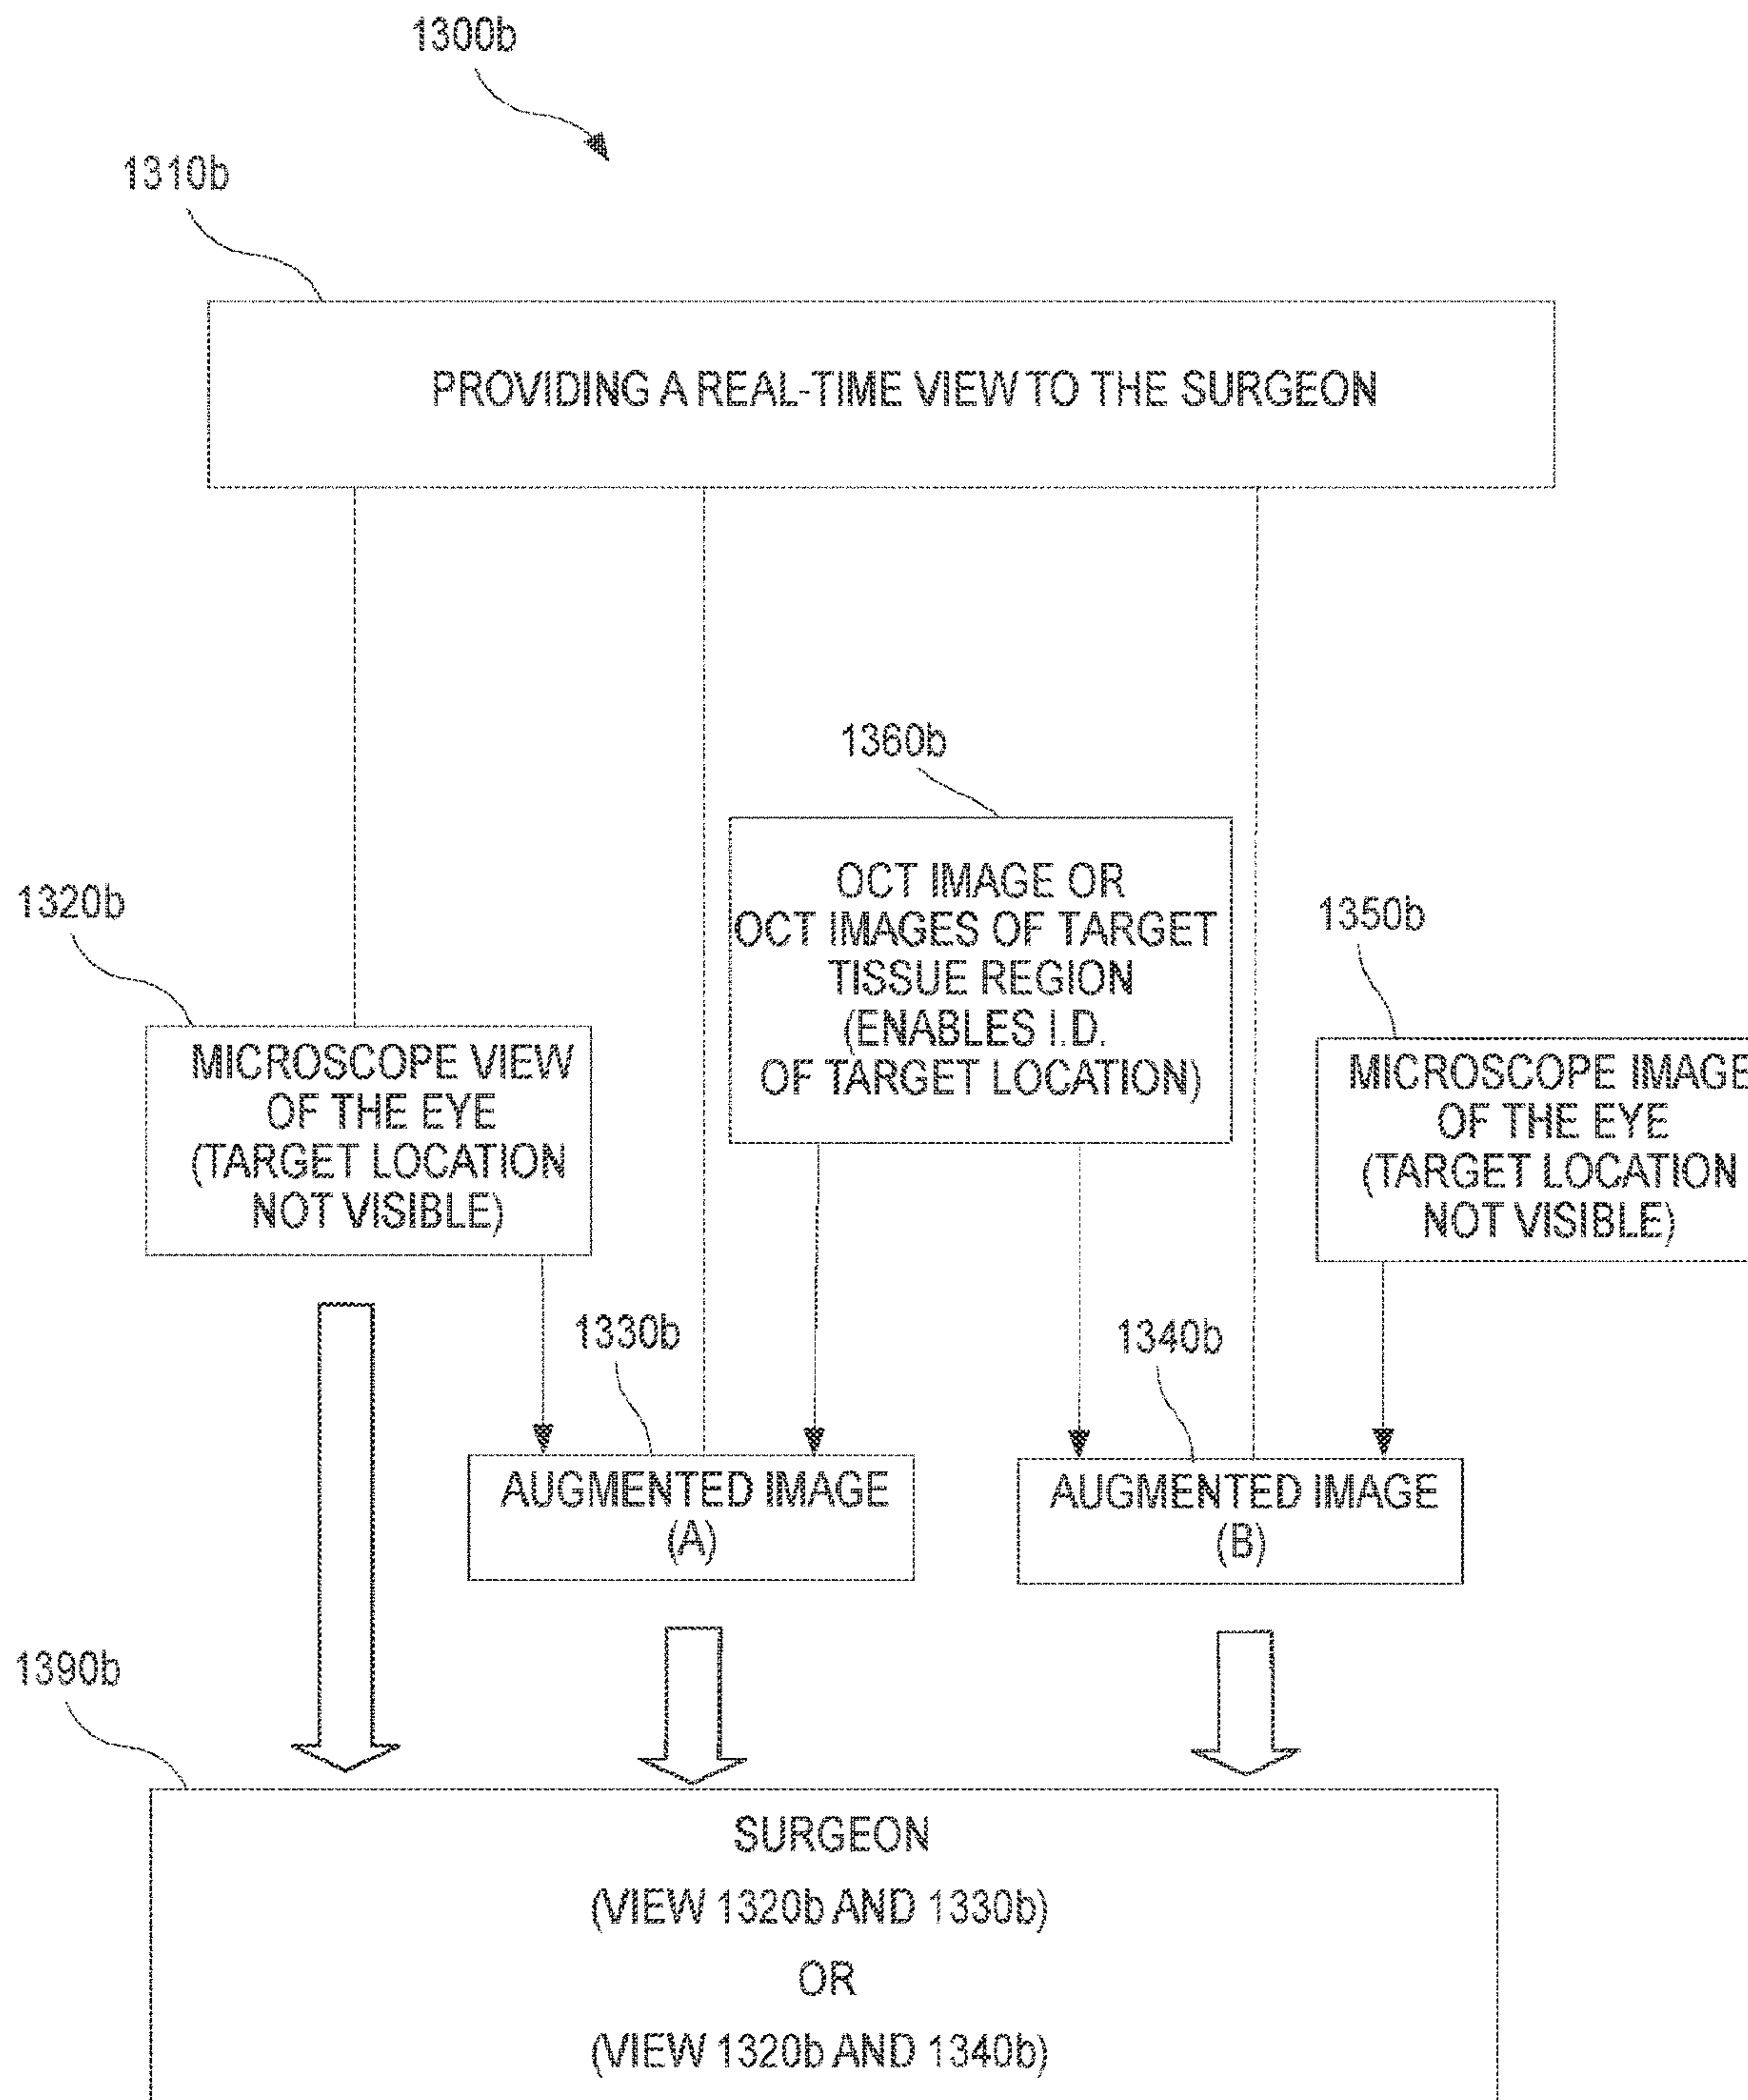 1300b
1310b
PROVIDING A REAL-TIME VIEW TO THE SURGEON
1360b
OCT IMAGE OR
OCT IMAGES OF TARGET
TISSUE REGION
(ENABLES I.D.
OF TARGET LOCATION)
1320b
MICROSCOPE VIEW
OF THE EYE
(TARGET LOCATION
NOT VISIBLE)
1350b
MICROSCOPE IMAGE
OF THE EYE
(TARGET LOCATION
NOT VISIBLE)
1330b
AUGMENTED IMAGE
(A)
1340b
AUGMENTED IMAGE
(B)
1390b
SURGEON
(VIEW 1320b AND 1330b)
OR
(VIEW 1320b AND 1340b)